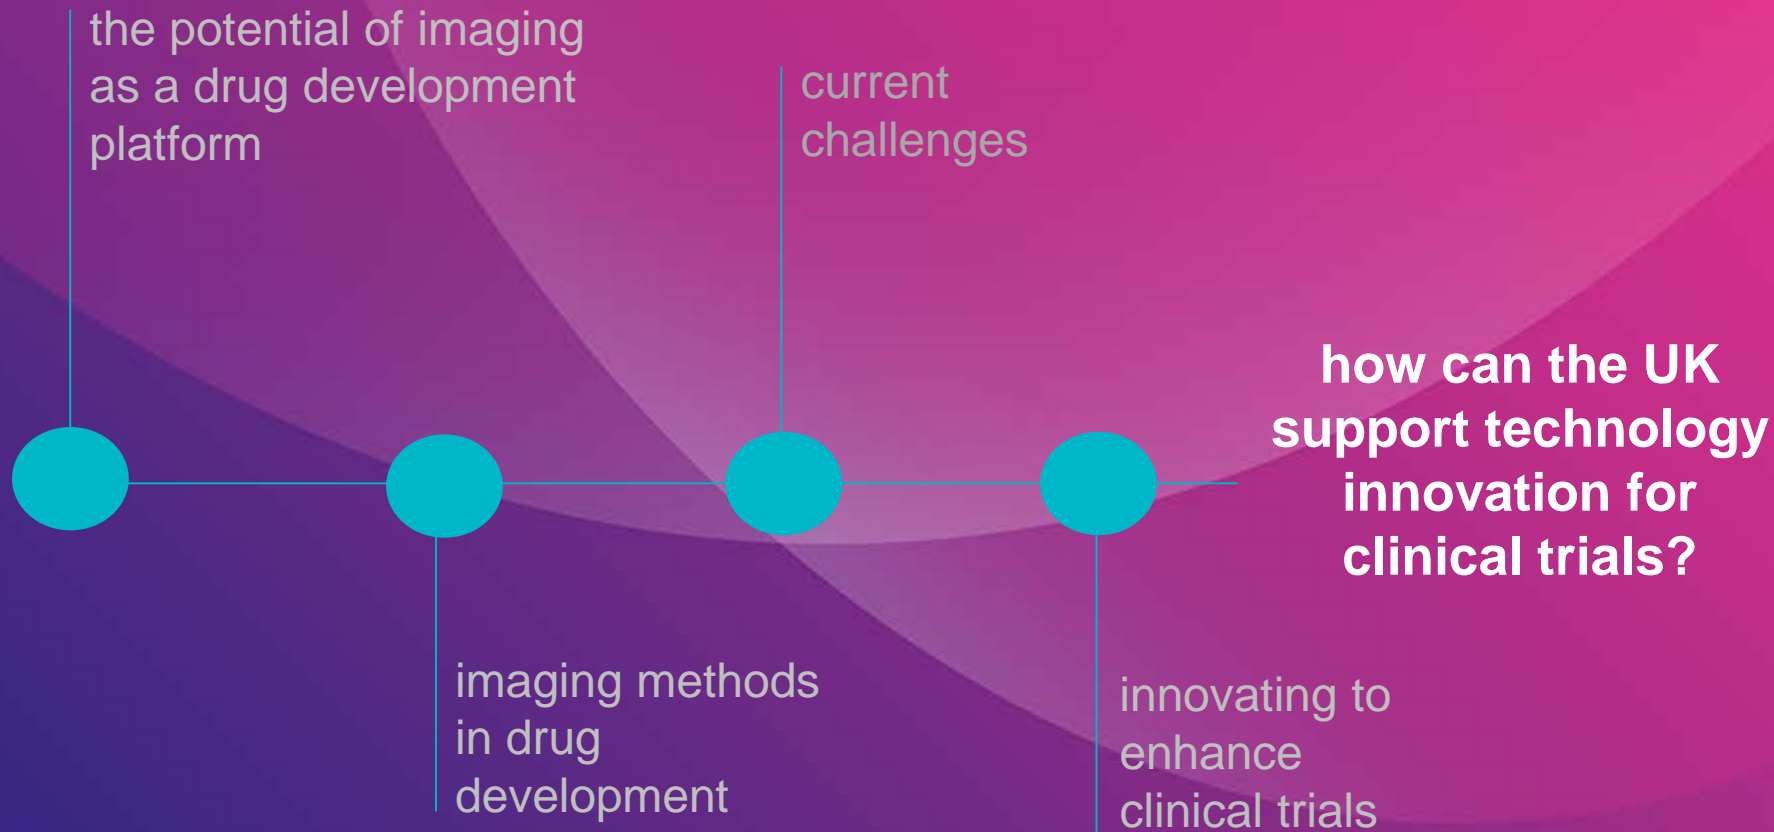 the potential of imaging
as a drug development
platform
imaging methods
in drug
development
current
challenges
innovating to
enhance
clinical trials
how can the UK
support technology
innovation for
clinical trials?